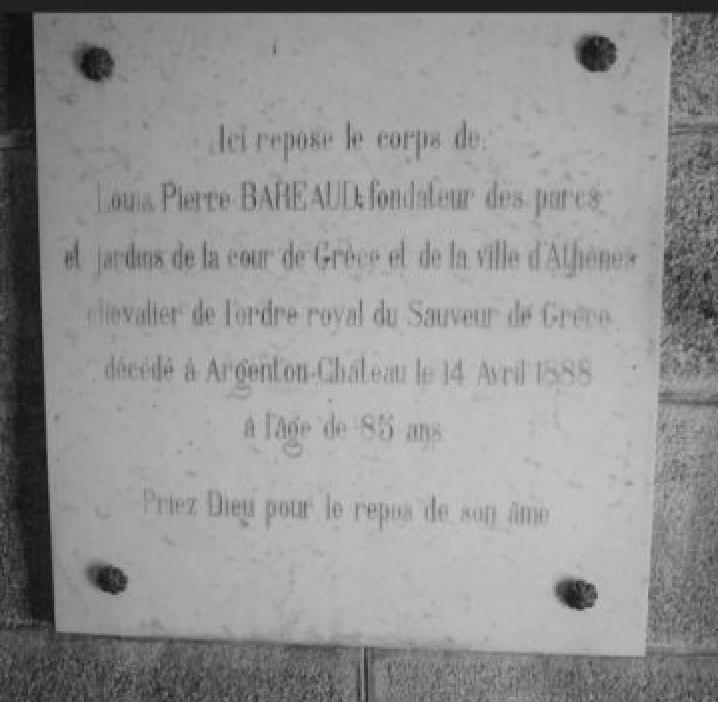 Ici repose le corps de
Louis Pierre BAREAUD, fondateur des parcs
et jardins de la cour de Grèce et de la ville d'Athènes
chevalier de l'ordre royal du Sauveur de Grèce
décédé à Argenton-Château le 14 Avril 1888
à l'âge de 85 ans
Priez Dieu pour le repos de son âme